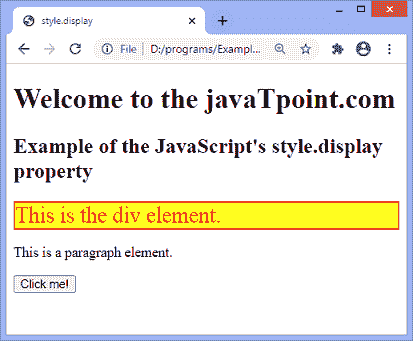 style.display
File
D:/programs/Exampl...
Welcome to the javaTpoint.com
Example of the JavaScript's style.display
property
This is the div element.
This is a paragraph element.
Click me!